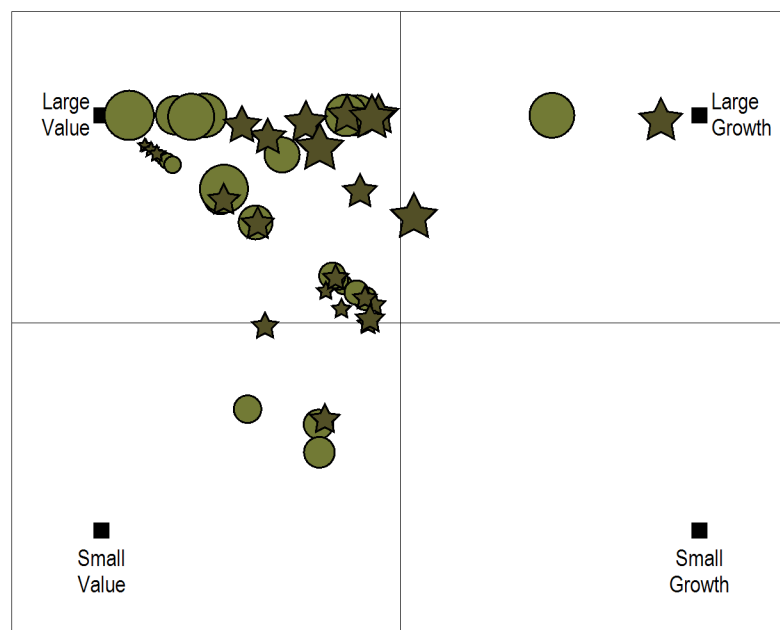 Large
Value
Large
Growth
Small
Value
Small
Growth